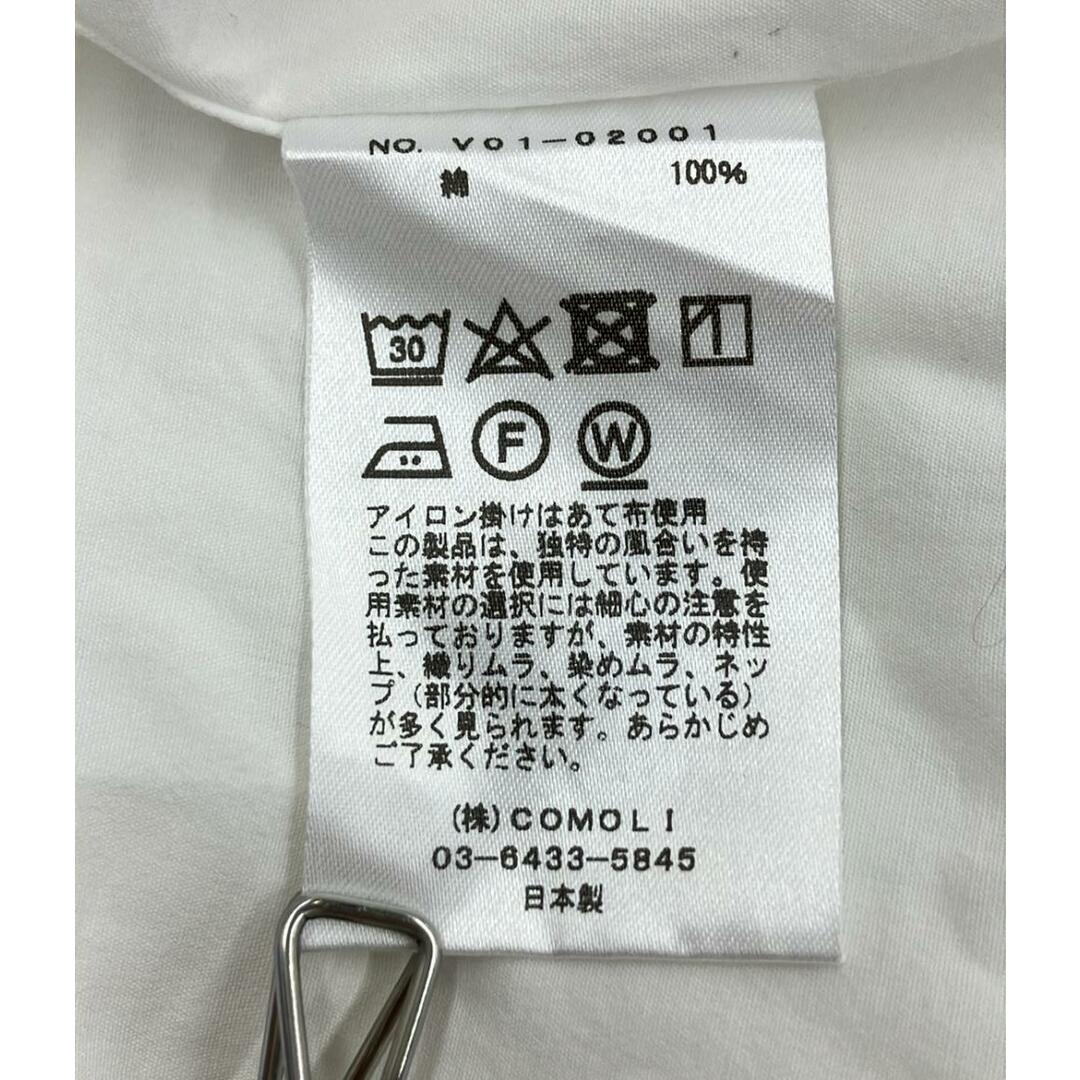 NO. V01-02001
綿 100%
30
F W
アイロン掛けはあて布使用
この製品は、独特の風合いを持
った素材を使用しています。使
用素材の選択には細心の注意を
払っておりますが、素材の特性
上、織りムラ、染めムラ、ネッ
プ(部分的に太くなっている)
が多く見られます。あらかじめ
ご了承ください。
(株)COMOLI
03-6433-5845
日本製